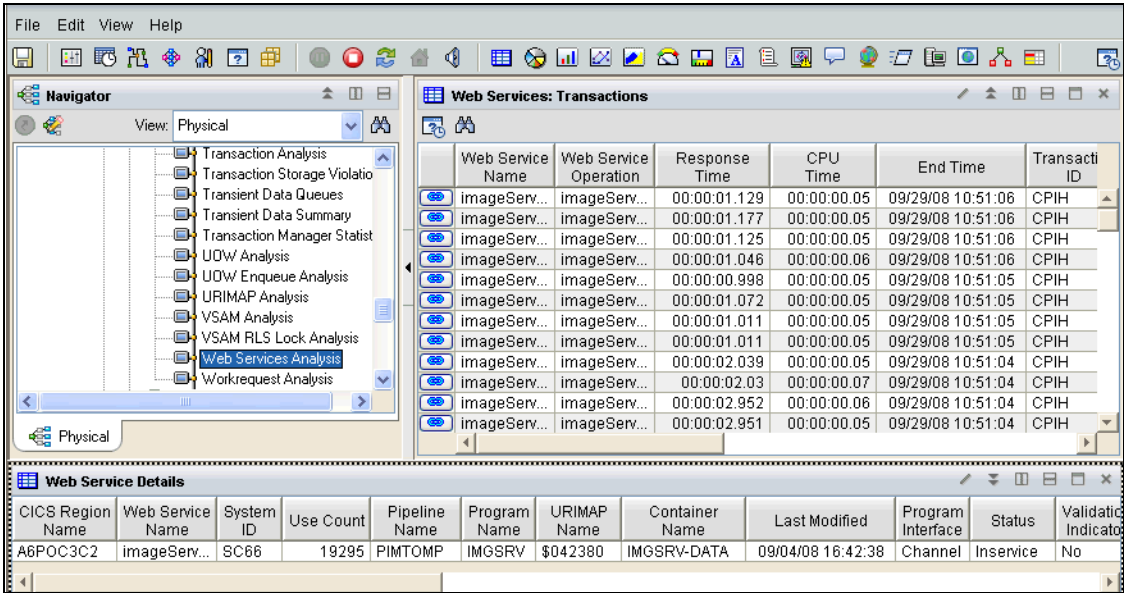 File Edit View Help
Navigator
View: Physical
Transaction Analysis
Transaction Storage Violatio
Transient Data Queues
Transient Data Summary
Transaction Manager Statist
UOW Analysis
UOW Enqueue Analysis
URIMAP Analysis
VSAM Analysis
VSAM RLS Lock Analysis
Web Services Analysis
Workrequest Analysis
Physical
Web Services: Transactions
Web Service Name Web Service Operation Response Time CPU Time End Time Transacti ID
imageServ... imageServ... 00:00:01.129 00:00:00.05 09/29/08 10:51:06 CPIH
imageServ... imageServ... 00:00:01.177 00:00:00.05 09/29/08 10:51:06 CPIH
imageServ... imageServ... 00:00:01.125 00:00:00.05 09/29/08 10:51:06 CPIH
imageServ... imageServ... 00:00:01.046 00:00:00.06 09/29/08 10:51:06 CPIH
imageServ... imageServ... 00:00:00.998 00:00:00.05 09/29/08 10:51:05 CPIH
imageServ... imageServ... 00:00:01.072 00:00:00.05 09/29/08 10:51:05 CPIH
imageServ... imageServ... 00:00:01.011 00:00:00.05 09/29/08 10:51:05 CPIH
imageServ... imageServ... 00:00:01.011 00:00:00.05 09/29/08 10:51:05 CPIH
imageServ... imageServ... 00:00:02.039 00:00:00.05 09/29/08 10:51:04 CPIH
imageServ... imageServ... 00:00:02.03 00:00:00.07 09/29/08 10:51:04 CPIH
imageServ... imageServ... 00:00:02.952 00:00:00.06 09/29/08 10:51:04 CPIH
imageServ... imageServ... 00:00:02.951 00:00:00.05 09/29/08 10:51:04 CPIH
Web Service Details
CICS Region Name Web Service Name System ID Use Count Pipeline Name Program Name URIMAP Name Container Name Last Modified Program Interface Status Validatic Indicato
A6POC3C2 imageServ... SC66 19295 PIMTOMP IMGSRV $042380 IMGSRV-DATA 09/04/08 16:42:38 Channel Inservice No